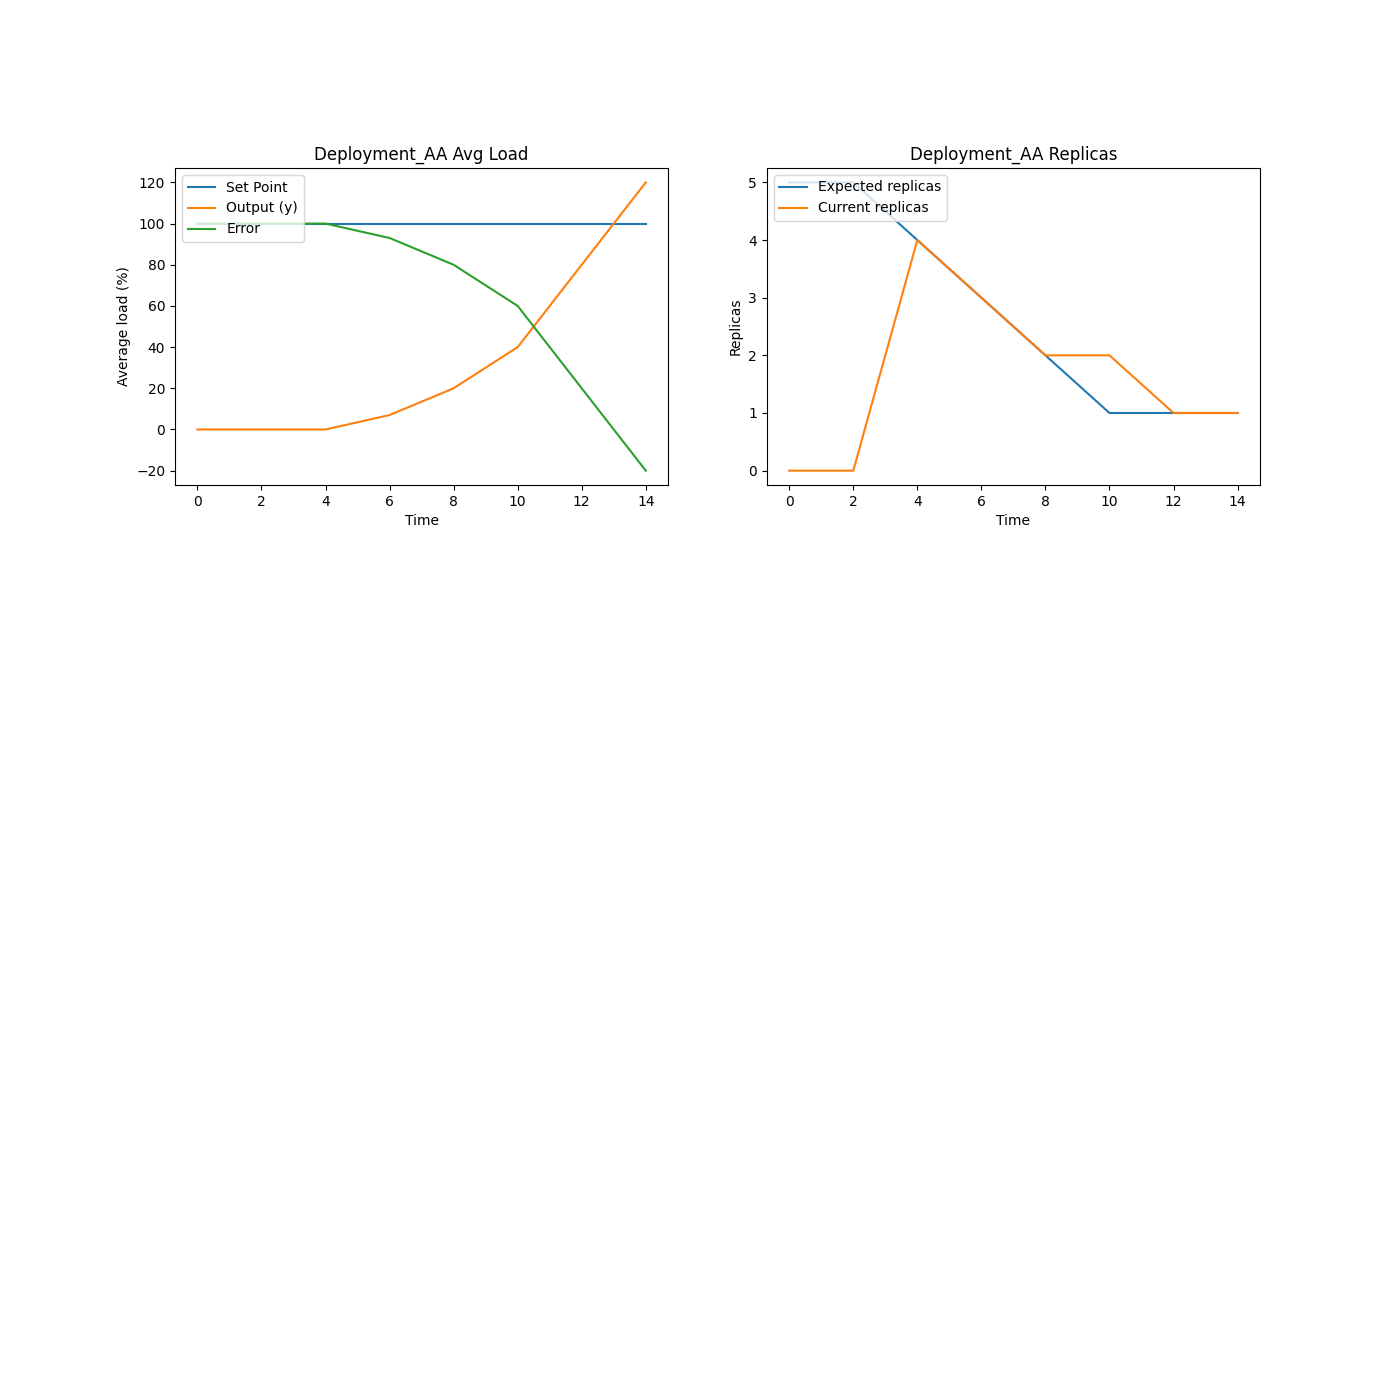 Deployment_AA Avg Load
Set Point
Output (y)
Error
Average load (%)
120
100
80
60
40
20
0
−20
0 2 4 6 8 10 12 14
Time
Deployment_AA Replicas
Expected replicas
Current replicas
Replicas
5
4
3
2
1
0
0 2 4 6 8 10 12 14
Time